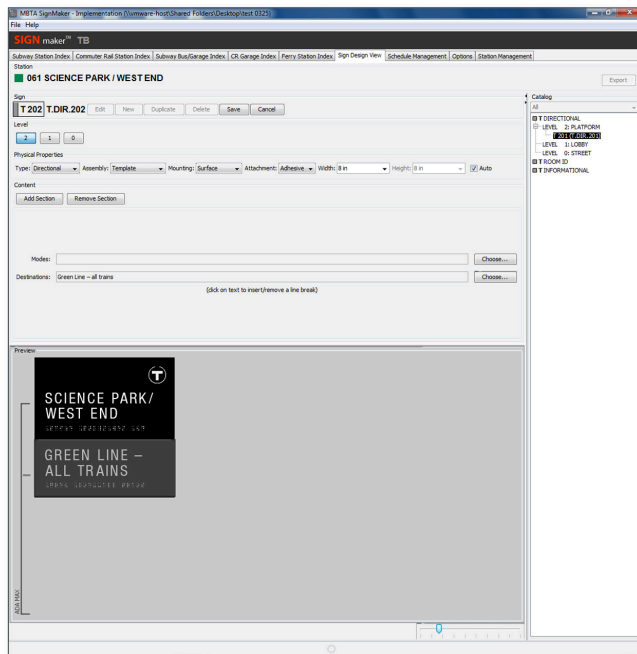 MBTA SignMaker - Implementation (\\vmware-host\Shared Folders\Desktop\test 0325)
File Help
SIGN maker™ TB
Subway Station Index Commuter Rail Station Index Subway Bus/Garage Index CR Garage Index Ferry Station Index Sign Design View Schedule Management Options Station Management
Station
061 SCIENCE PARK / WEST END
Export
Sign
T 202 T.DIR.202 Edit New Duplicate Delete Save Cancel
Level
2 1 0
Physical Properties
Type: Directional Assembly: Template Mounting: Surface Attachment: Adhesive Width: 8 in Height: 8 in Auto
Content
Add Section Remove Section
Modes: Choose...
Destinations: Green Line – all trains Choose...
(click on text to insert/remove a line break)
Catalog
All
T DIRECTIONAL
LEVEL 2: PLATFORM
T 201 (T.DIR.201)
LEVEL 1: LOBBY
LEVEL 0: STREET
T ROOM ID
T INFORMATIONAL
Preview
T
SCIENCE PARK/
WEST END
GREEN LINE –
ALL TRAINS
ADA MAX